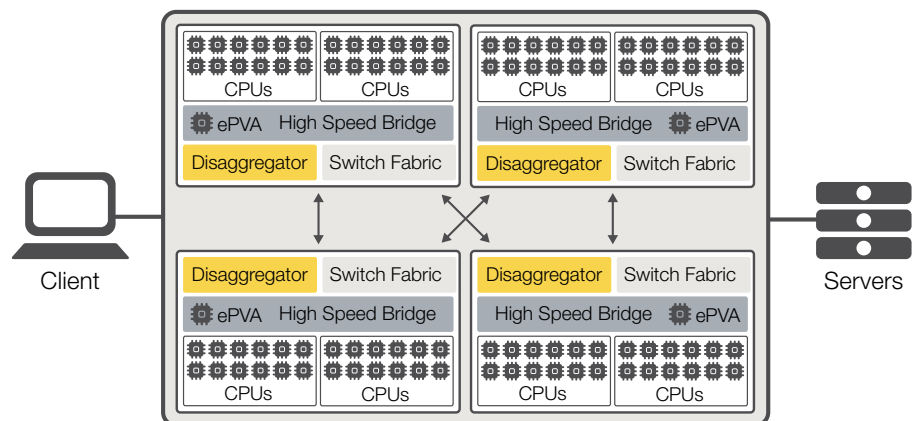 CPUs CPUs CPUs CPUs
ePVA High Speed Bridge High Speed Bridge ePVA
Disaggregator Switch Fabric Disaggregator Switch Fabric
Client Disaggregator Switch Fabric Disaggregator Switch Fabric Servers
ePVA High Speed Bridge High Speed Bridge ePVA
CPUs CPUs CPUs CPUs